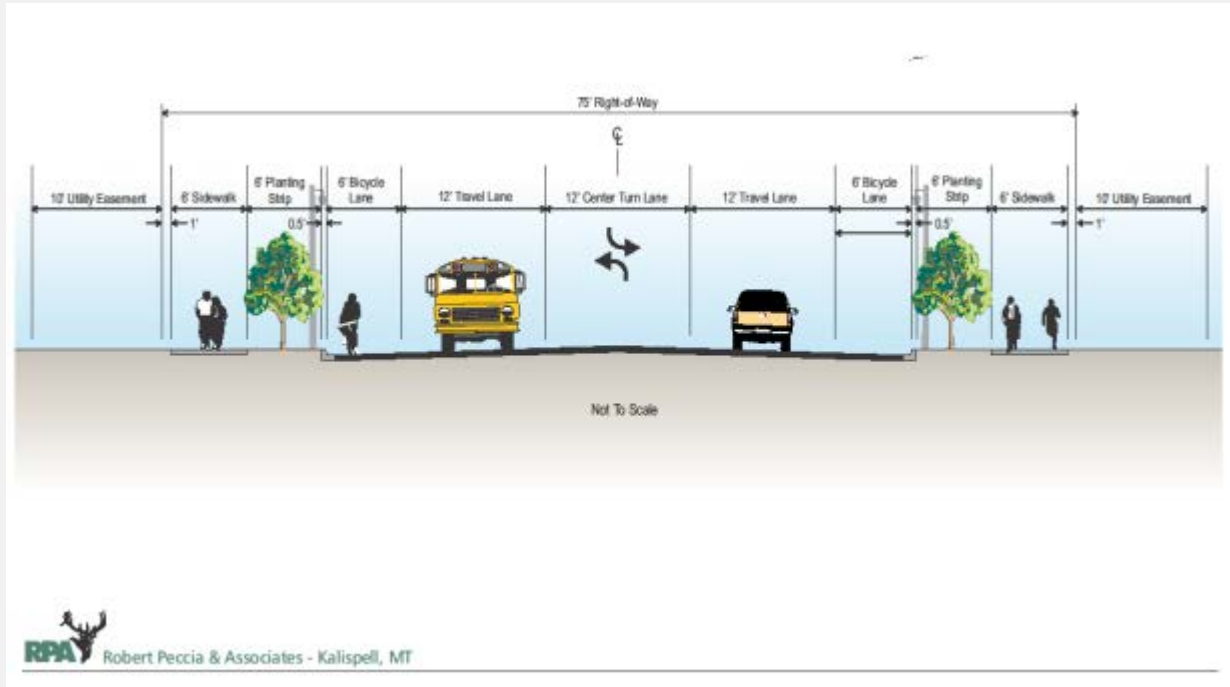 75' Right-of-Way
℄
10' Utility Easement
6' Sidewalk
6' Planting
Strip
6' Bicycle
Lane
12' Travel Lane
12' Center Turn Lane
12' Travel Lane
6' Bicycle
Lane
6' Planting
Strip
6' Sidewalk
10' Utility Easement
1'
0.5'
0.5'
1'
Not To Scale
RPA
Robert Peccia & Associates - Kalispell, MT